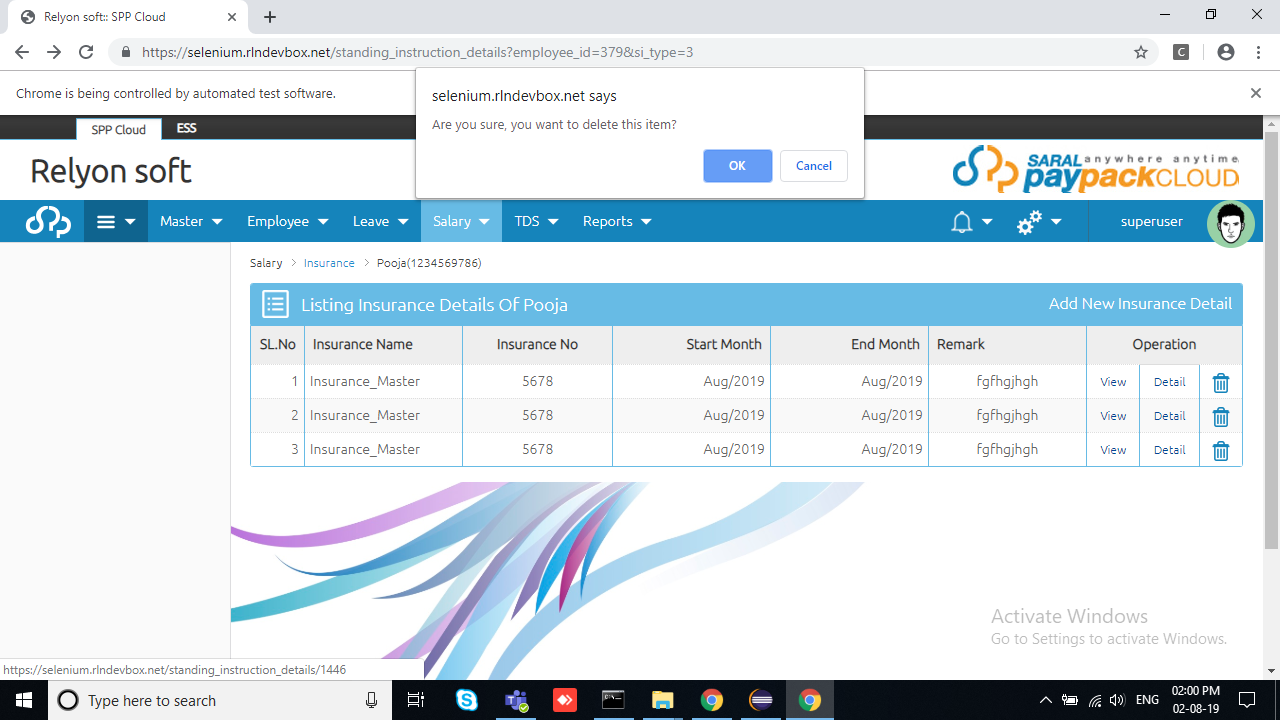 Relyon soft:: SPP Cloud
https://selenium.rlndevbox.net/standing_instruction_details?employee_id=379&si_type=3
C
Chrome is being controlled by automated test software.
selenium.rlndevbox.net says
Are you sure, you want to delete this item?
OK Cancel
SPP Cloud ESS
Relyon soft
SARAL anywhere anytime
paypackCLOUD
Master Employee Leave Salary TDS Reports superuser
Salary > Insurance > Pooja(1234569786)
Listing Insurance Details Of Pooja Add New Insurance Detail
SL.No Insurance Name Insurance No Start Month End Month Remark Operation
1 Insurance_Master 5678 Aug/2019 Aug/2019 fgfhgjhgh View Detail
2 Insurance_Master 5678 Aug/2019 Aug/2019 fgfhgjhgh View Detail
3 Insurance_Master 5678 Aug/2019 Aug/2019 fgfhgjhgh View Detail
Activate Windows
Go to Settings to activate Windows.
https://selenium.rlndevbox.net/standing_instruction_details/1446
Type here to search
ENG
02:00 PM
02-08-19